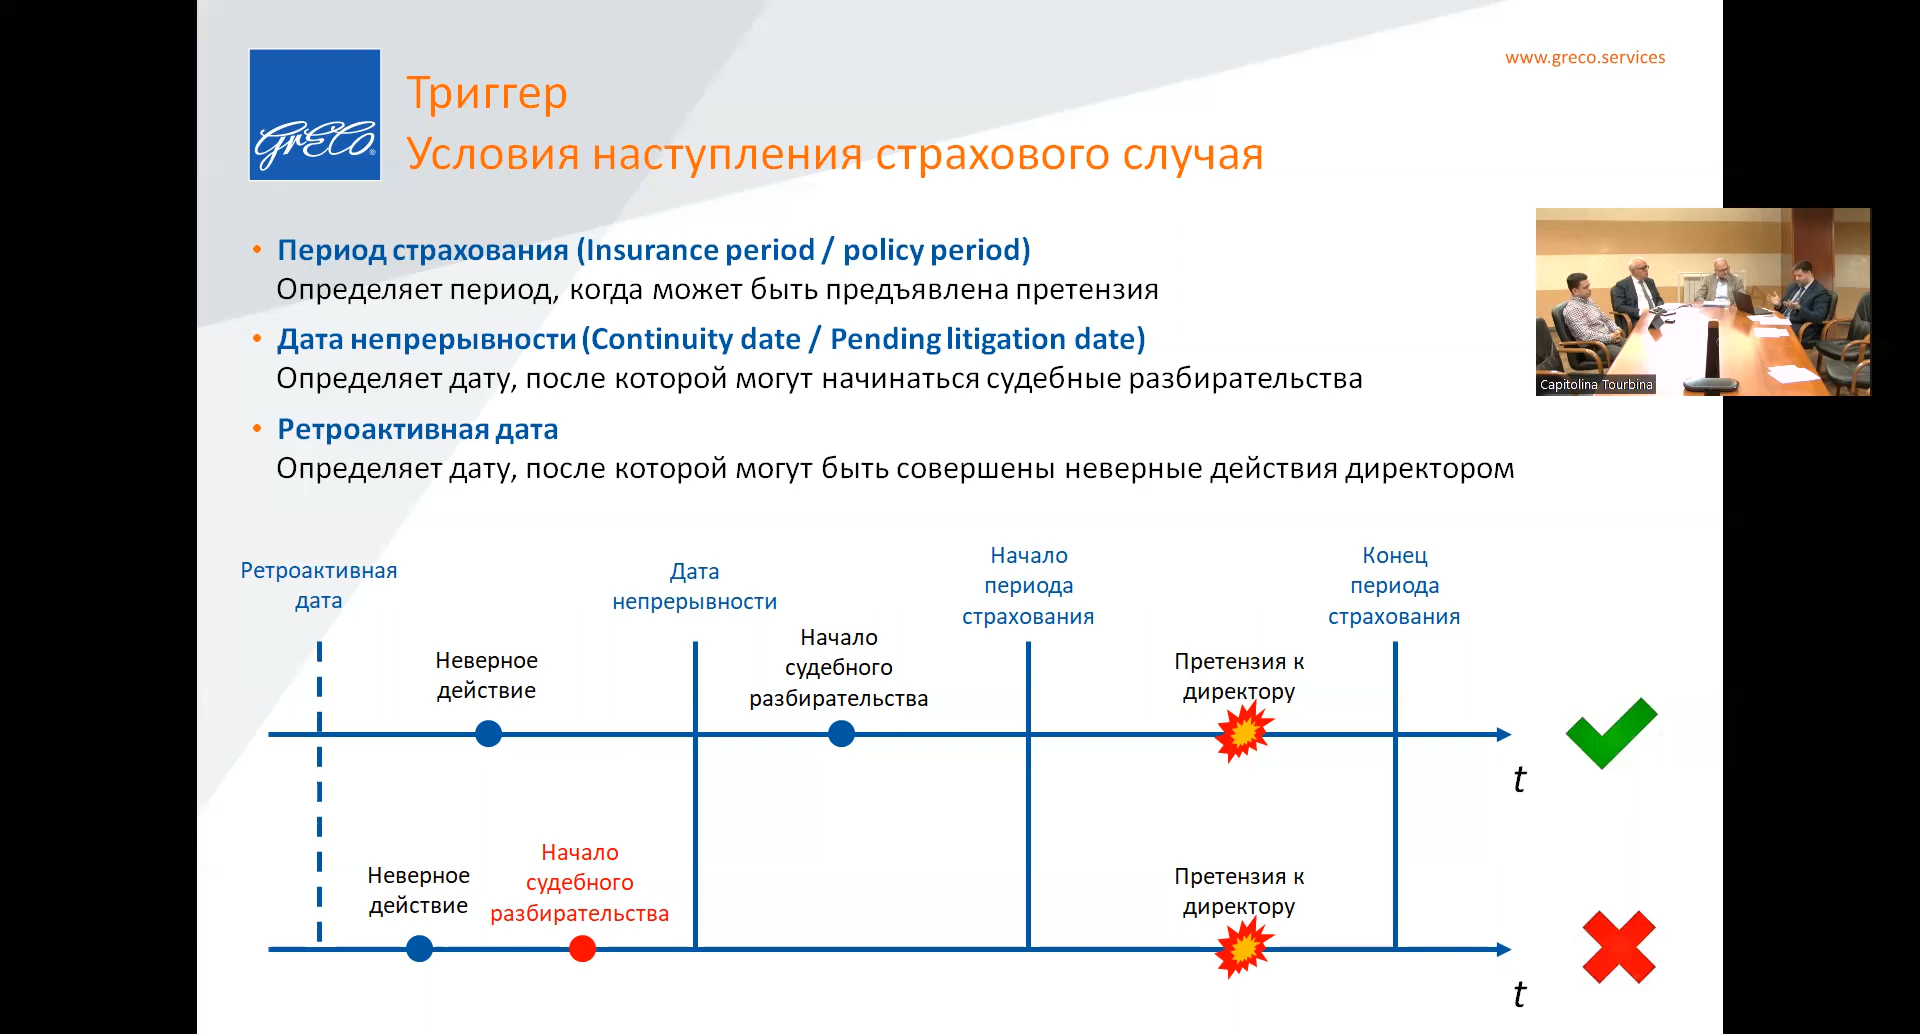 www.greco.services
GrECo®
Триггер
Условия наступления страхового случая
• Период страхования (Insurance period / policy period)
Определяет период, когда может быть предъявлена претензия
• Дата непрерывности (Continuity date / Pending litigation date)
Определяет дату, после которой могут начинаться судебные разбирательства
• Ретроактивная дата
Определяет дату, после которой могут быть совершены неверные действия директором
Capitolina Tourbina
Ретроактивная
дата
Дата
непрерывности
Начало
периода
страхования
Конец
периода
страхования
Неверное
действие
Начало
судебного
разбирательства
Претензия к
директору
t
Неверное
действие
Начало
судебного
разбирательства
Претензия к
директору
t